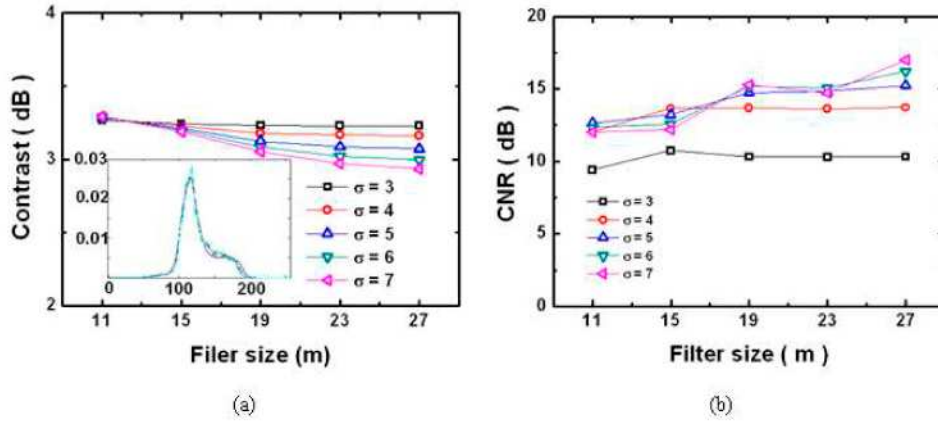 4
3
2
Contrast ( dB )
0.03
0.02
0.01
0 100 200
σ = 3
σ = 4
σ = 5
σ = 6
σ = 7
11 15 19 23 27
Filer size (m)
(a)
20
15
10
5
0
CNR ( dB )
σ = 3
σ = 4
σ = 5
σ = 6
σ = 7
11 15 19 23 27
Filter size ( m )
(b)